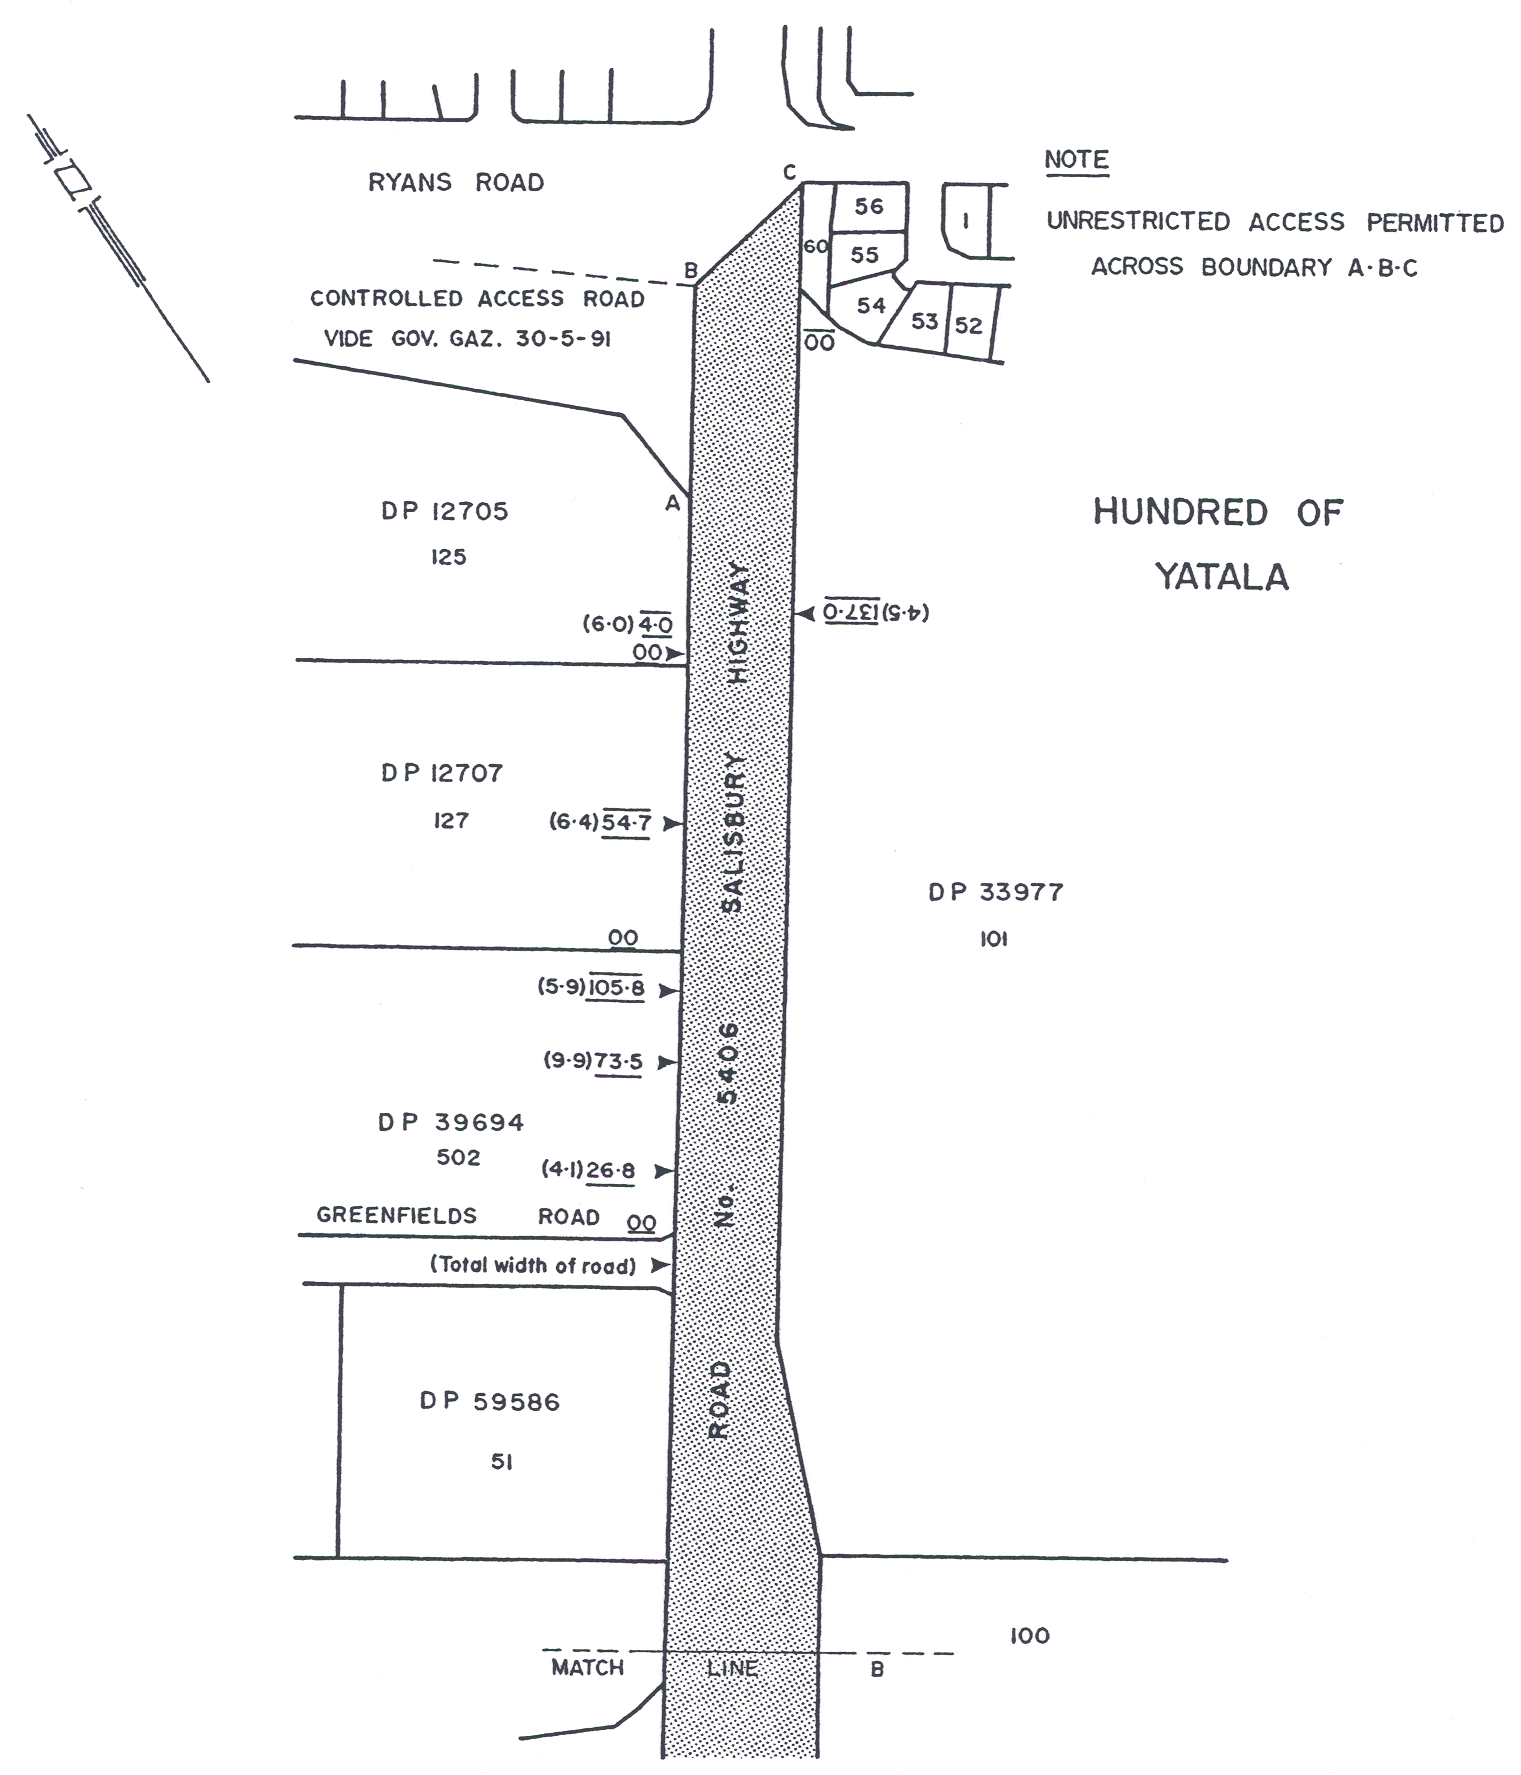 C
NOTE
RYANS ROAD
56
1
UNRESTRICTED ACCESS PERMITTED
60
55
ACROSS BOUNDARY A·B·C
B
CONTROLLED ACCESS ROAD
54
53
52
VIDE GOV. GAZ. 30-5-91
00
A
DP 12705
125
HUNDRED OF
YATALA
(6·0) 4·0
00
(4·5) 137·0
DP 12707
127
(6·4) 54·7
00
(5·9) 105·8
(9·9) 73·5
DP 39694
502
(4·1) 26·8
GREENFIELDS ROAD 00
(Total width of road)
DP 33977
101
ROAD No. 5406 SALISBURY HIGHWAY
DP 59586
51
100
MATCH LINE B